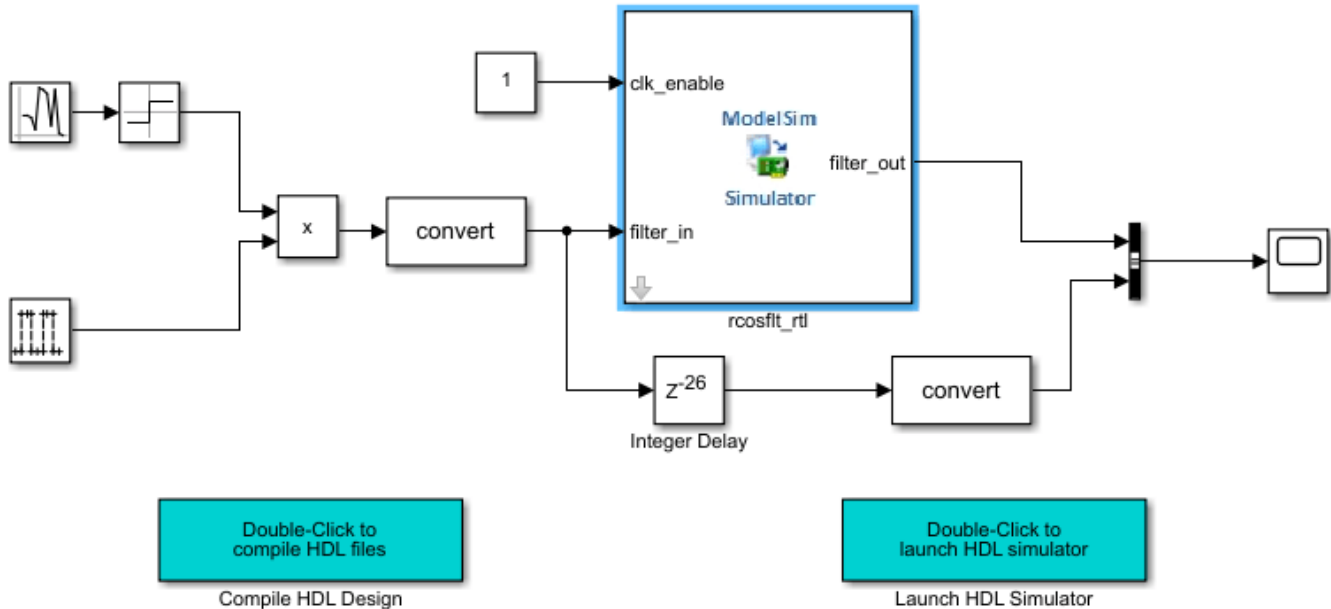 1
clk_enable
ModelSim
Simulator
filter_out
x
convert
filter_in
rcosflt_rtl
Z-26
convert
Integer Delay
Double-Click to
compile HDL files
Compile HDL Design
Double-Click to
launch HDL simulator
Launch HDL Simulator